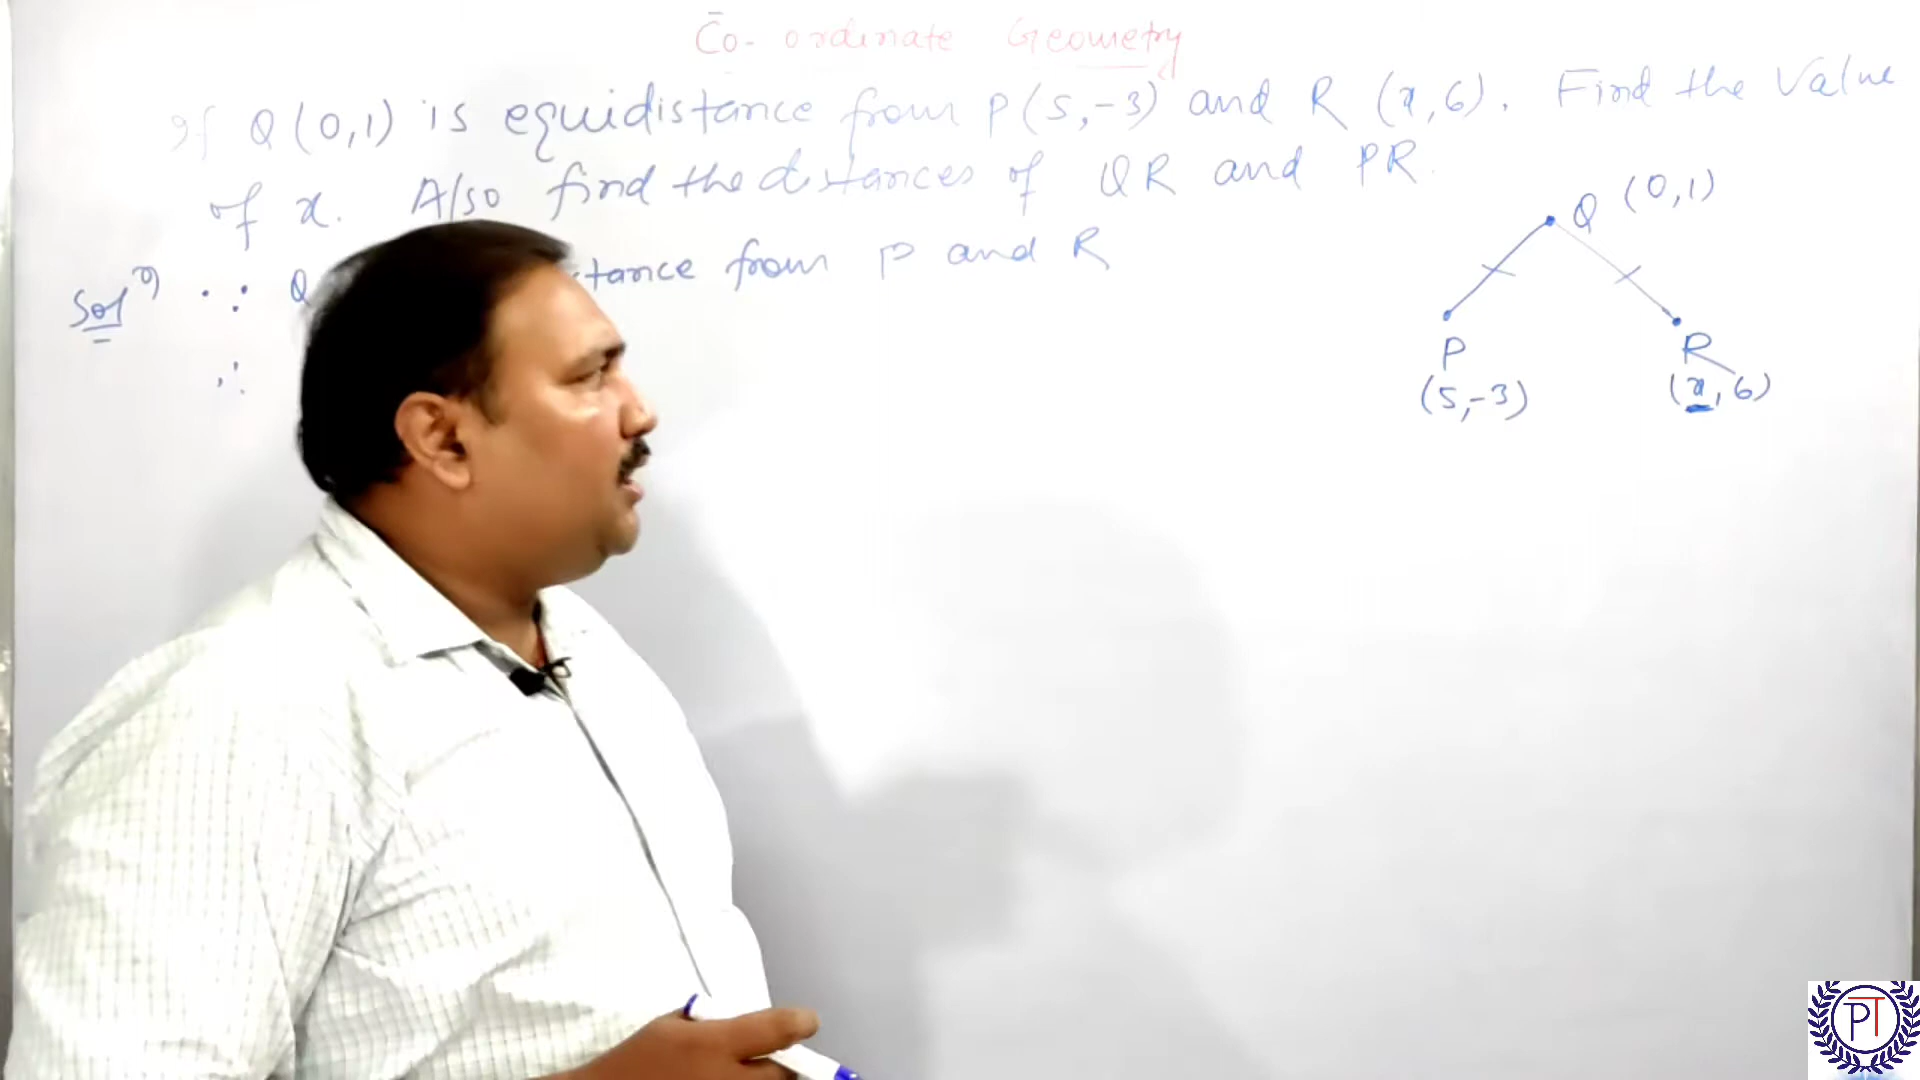 Co-ordinate Geometry
If Q (0,1) is equidistance from P(5,-3) and R (x,6). Find the Value
of x. Also find the distances of QR and PR.
Solⁿ) ∵ Q tance from P and R
∴
Q (0,1)
P R
(5,-3) (x,6)
PT